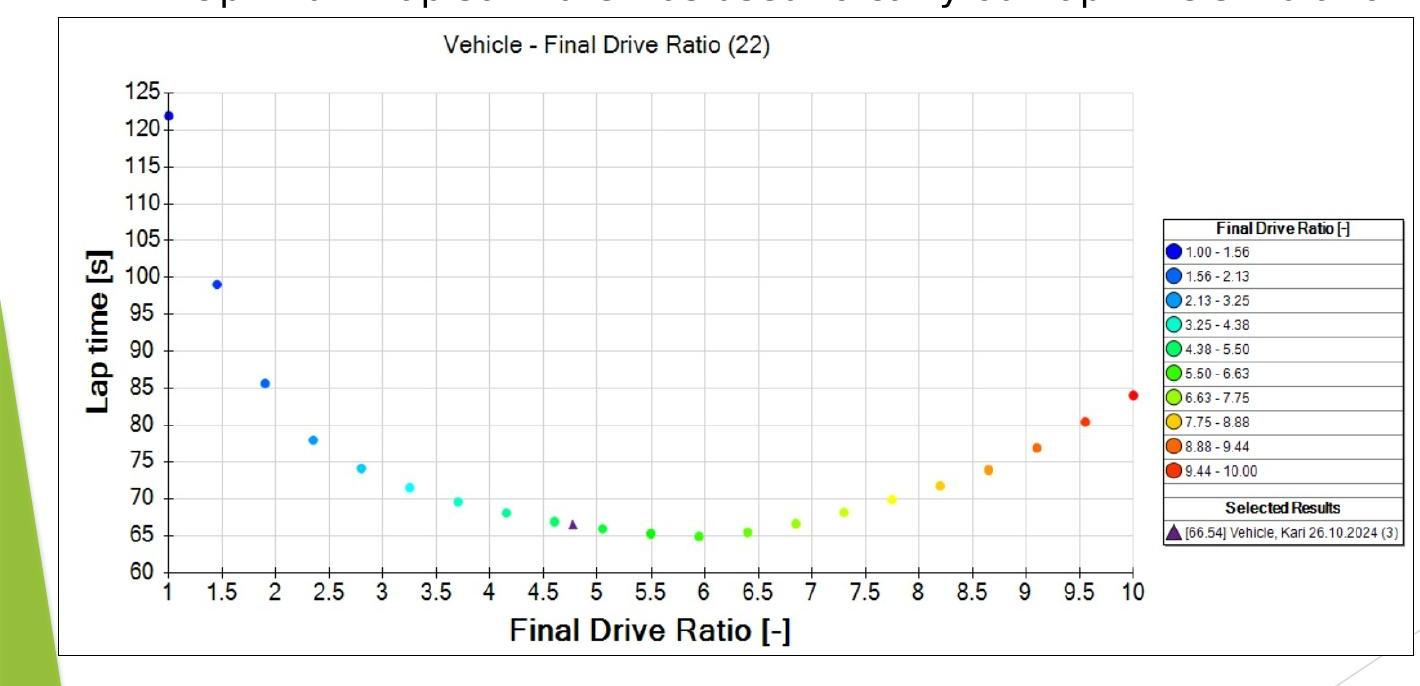 Vehicle - Final Drive Ratio (22)
125
120
115
110
105
100
95
90
85
80
75
70
65
60
Lap time [s]
1 1.5 2 2.5 3 3.5 4 4.5 5 5.5 6 6.5 7 7.5 8 8.5 9 9.5 10
Final Drive Ratio [-]
Final Drive Ratio [-]
1.00 - 1.56
1.56 - 2.13
2.13 - 3.25
3.25 - 4.38
4.38 - 5.50
5.50 - 6.63
6.63 - 7.75
7.75 - 8.88
8.88 - 9.44
9.44 - 10.00
Selected Results
[66.54] Vehicle, Kari 26.10.2024 (3)